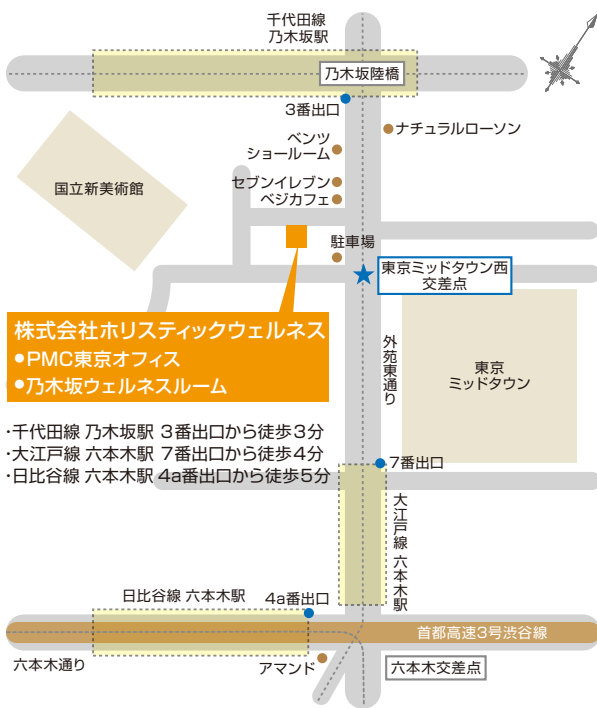 千代田線
乃木坂駅
乃木坂陸橋
3番出口
ナチュラルローソン
ベンツ
ショールーム
国立新美術館
セブンイレブン
ベジカフェ
駐車場
東京ミッドタウン西
交差点
株式会社ホリスティックウェルネス
●PMC東京オフィス
●乃木坂ウェルネスルーム
外苑東通り
東京
ミッドタウン
・千代田線 乃木坂駅 3番出口から徒歩3分
・大江戸線 六本木駅 7番出口から徒歩4分
・日比谷線 六本木駅 4a番出口から徒歩5分
7番出口
大江戸線 六本木駅
日比谷線 六本木駅
4a番出口
首都高速3号渋谷線
六本木通り
アマンド
六本木交差点